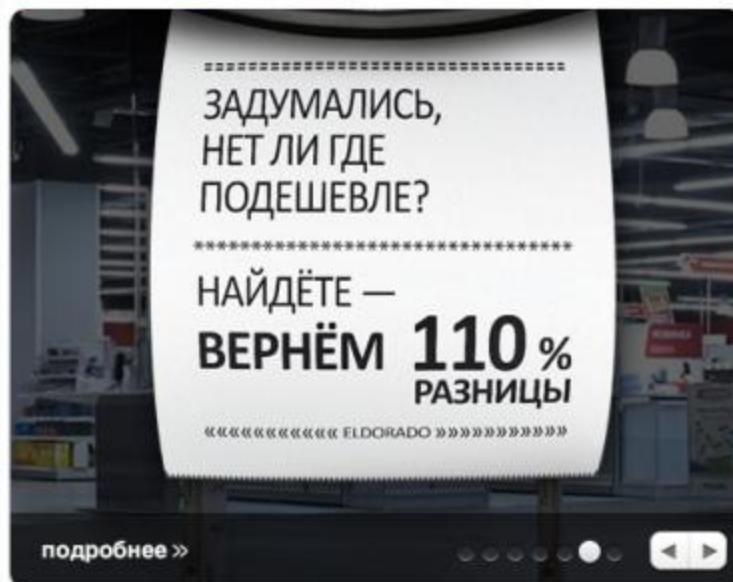 ЗАДУМАЛИСЬ,
НЕТ ЛИ ГДЕ
ПОДЕШЕВЛЕ?
*********************************
НАЙДЁТЕ —
ВЕРНЁМ 110 %
РАЗНИЦЫ
««««««««««« ELDORADO »»»»»»»»»»»
подробнее »